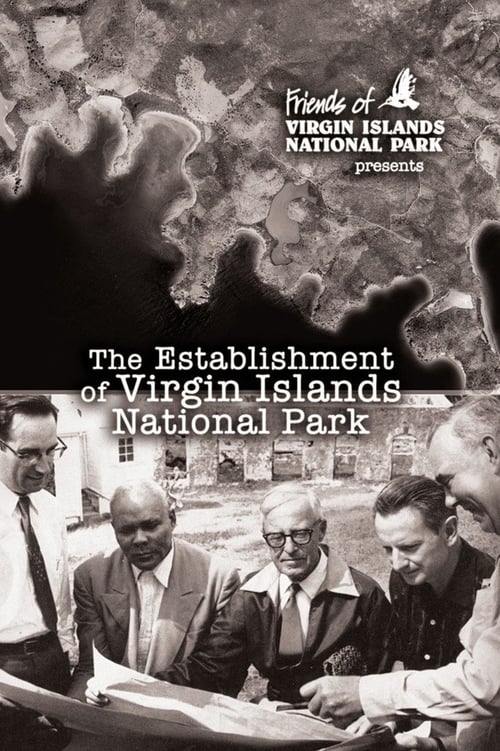 Friends of
VIRGIN ISLANDS
NATIONAL PARK
presents
The Establishment
of Virgin Islands
National Park